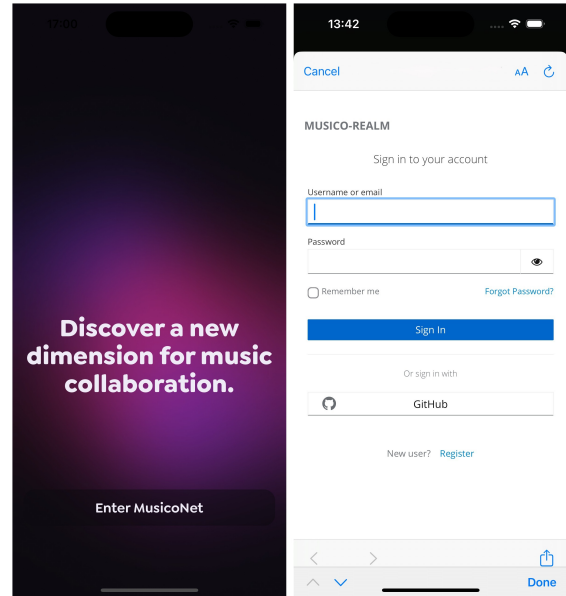 17:00
Discover a new
dimension for music
collaboration.
Enter MusicoNet
13:42
Cancel
AA
MUSICO-REALM
Sign in to your account
Username or email
Password
Remember me
Forgot Password?
Sign In
Or sign in with
GitHub
New user? Register
Done